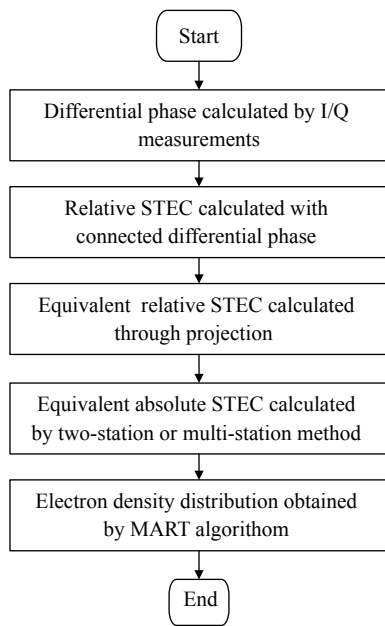 Start
Differential phase calculated by I/Q
measurements
Relative STEC calculated with
connected differential phase
Equivalent relative STEC calculated
through projection
Equivalent absolute STEC calculated
by two-station or multi-station method
Electron density distribution obtained
by MART algorithom
End